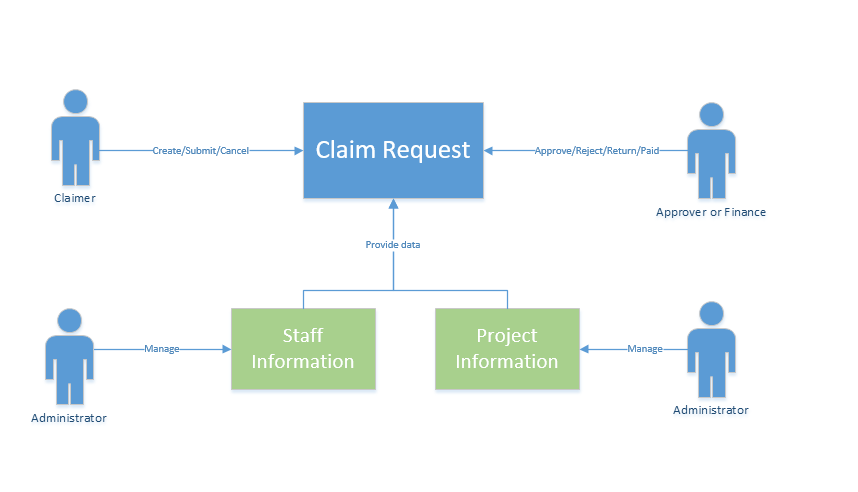 Create/Submit/Cancel
Claim Request
Approve/Reject/Return/Paid
Claimer
Approver or Finance
Provide data
Staff
Information
Project
Information
Manage
Manage
Administrator
Administrator